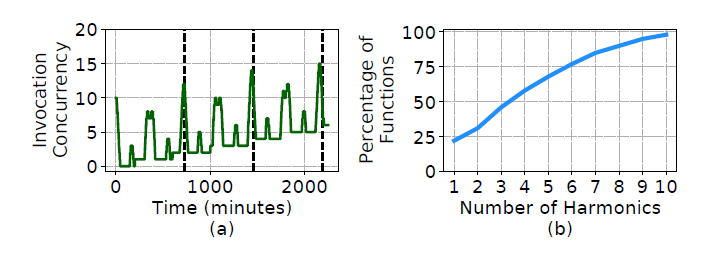 20
15
10
5
0
Invocation
Concurrency
0 1000 2000
Time (minutes)
(a)
100
75
50
25
0
Percentage of
Functions
1 2 3 4 5 6 7 8 9 10
Number of Harmonics
(b)